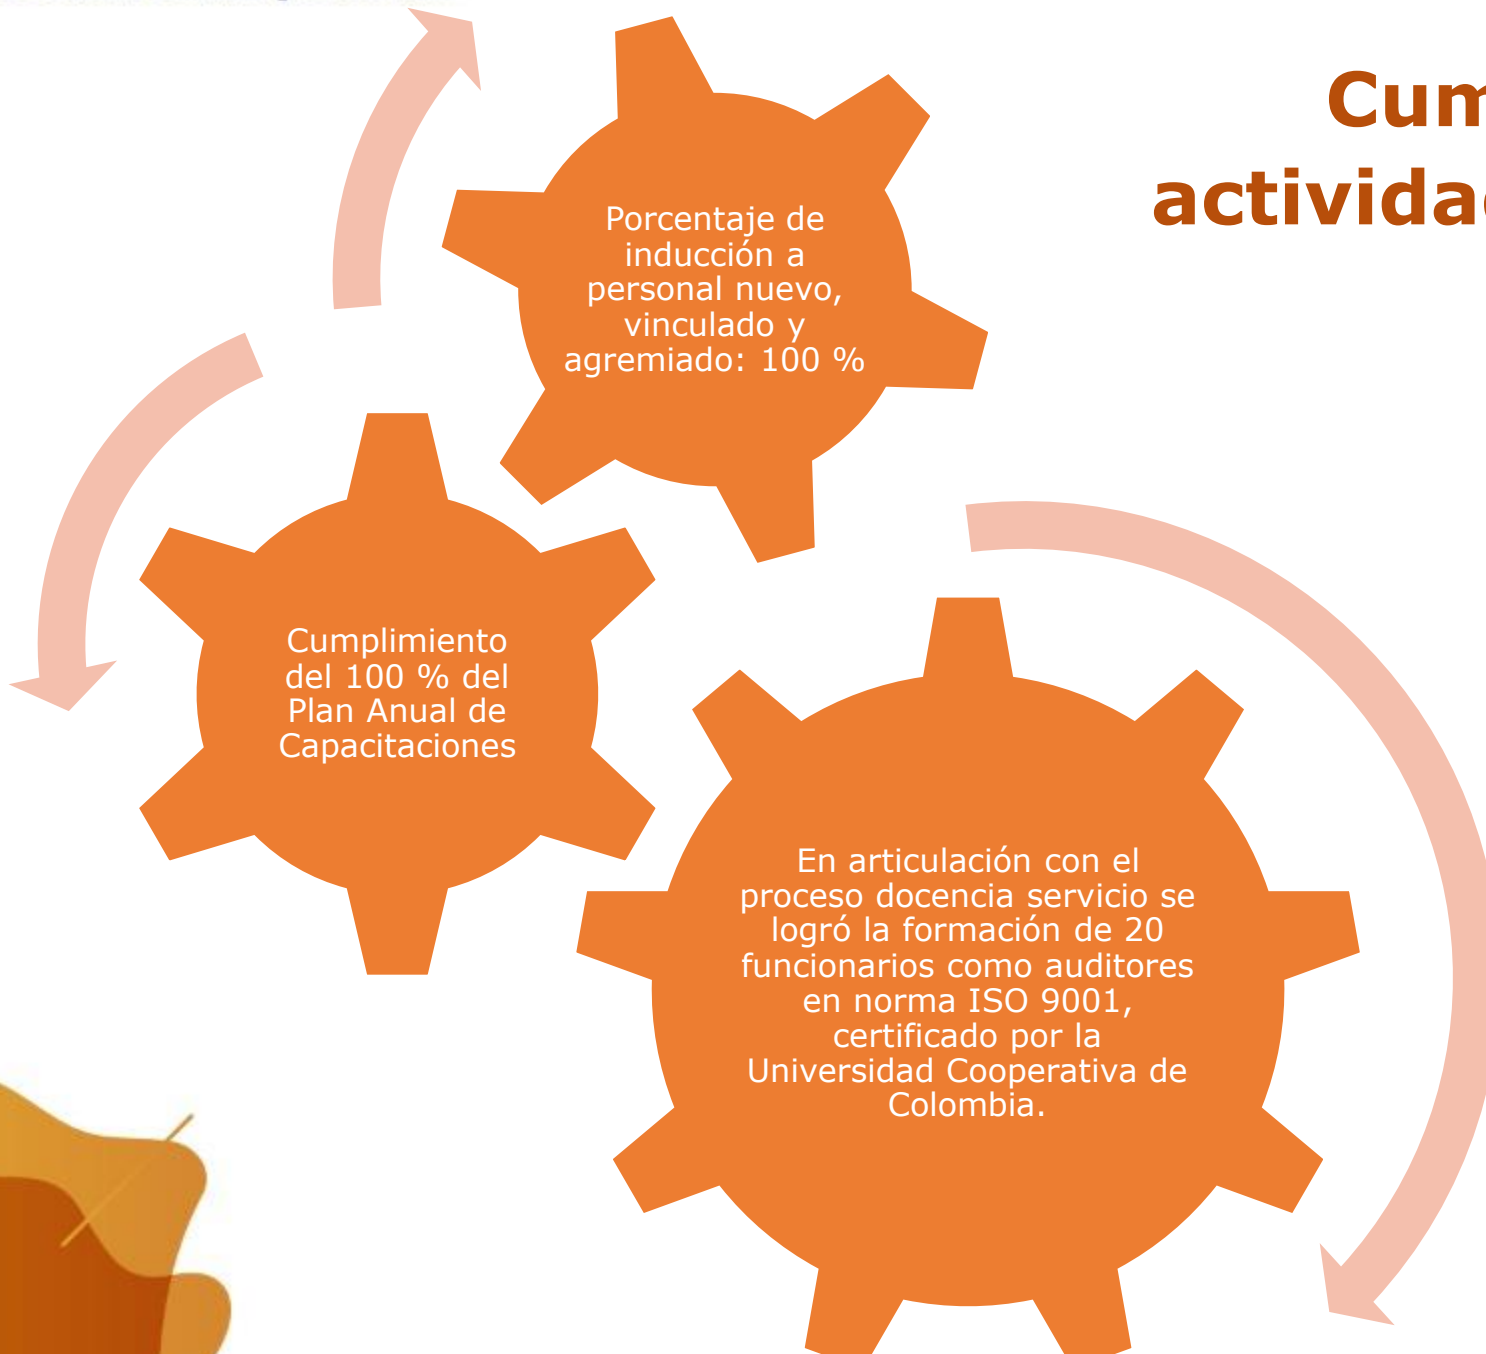 Cum
activida
Porcentaje de
inducción a
personal nuevo,
vinculado y
agremiado: 100 %
Cumplimiento
del 100 % del
Plan Anual de
Capacitaciones
En articulación con el
proceso docencia servicio se
logró la formación de 20
funcionarios como auditores
en norma ISO 9001,
certificado por la
Universidad Cooperativa de
Colombia.